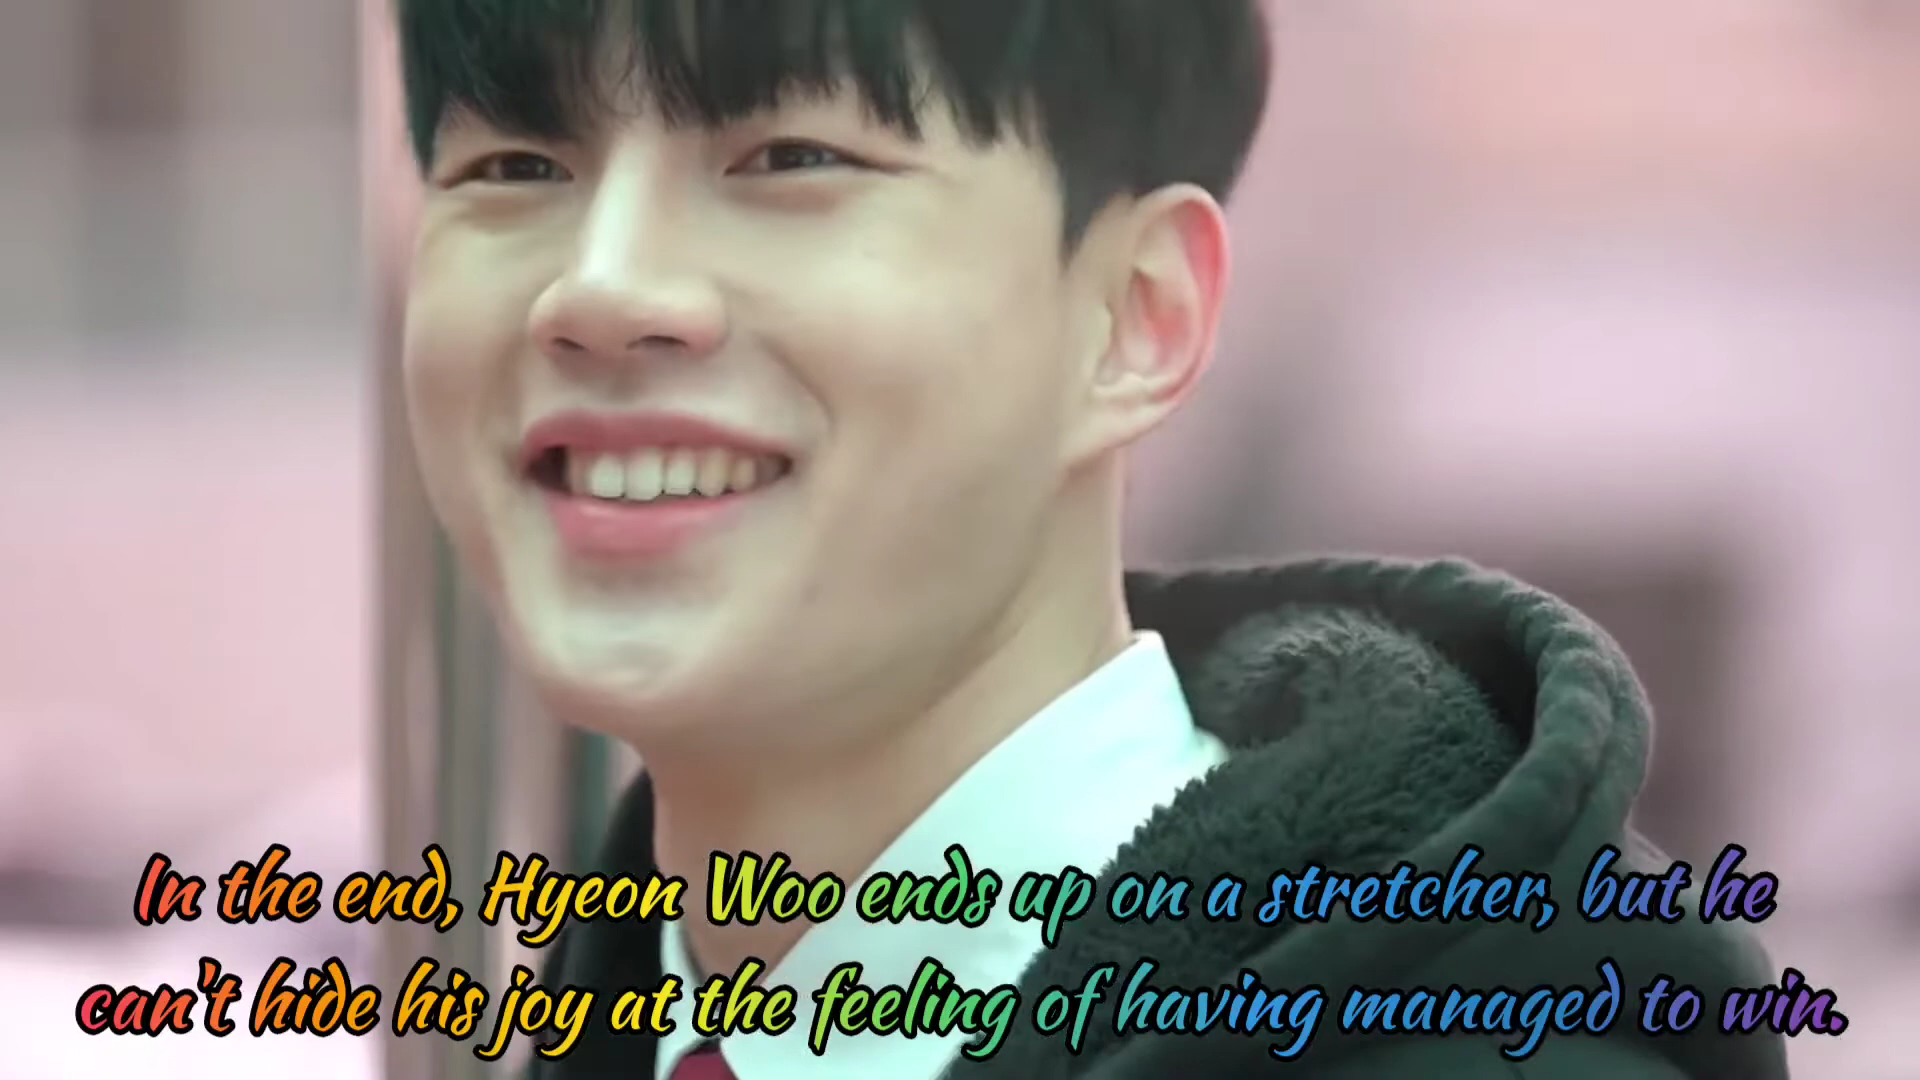 In the end, Hyeon Woo ends up on a stretcher, but he
can't hide his joy at the feeling of having managed to win.